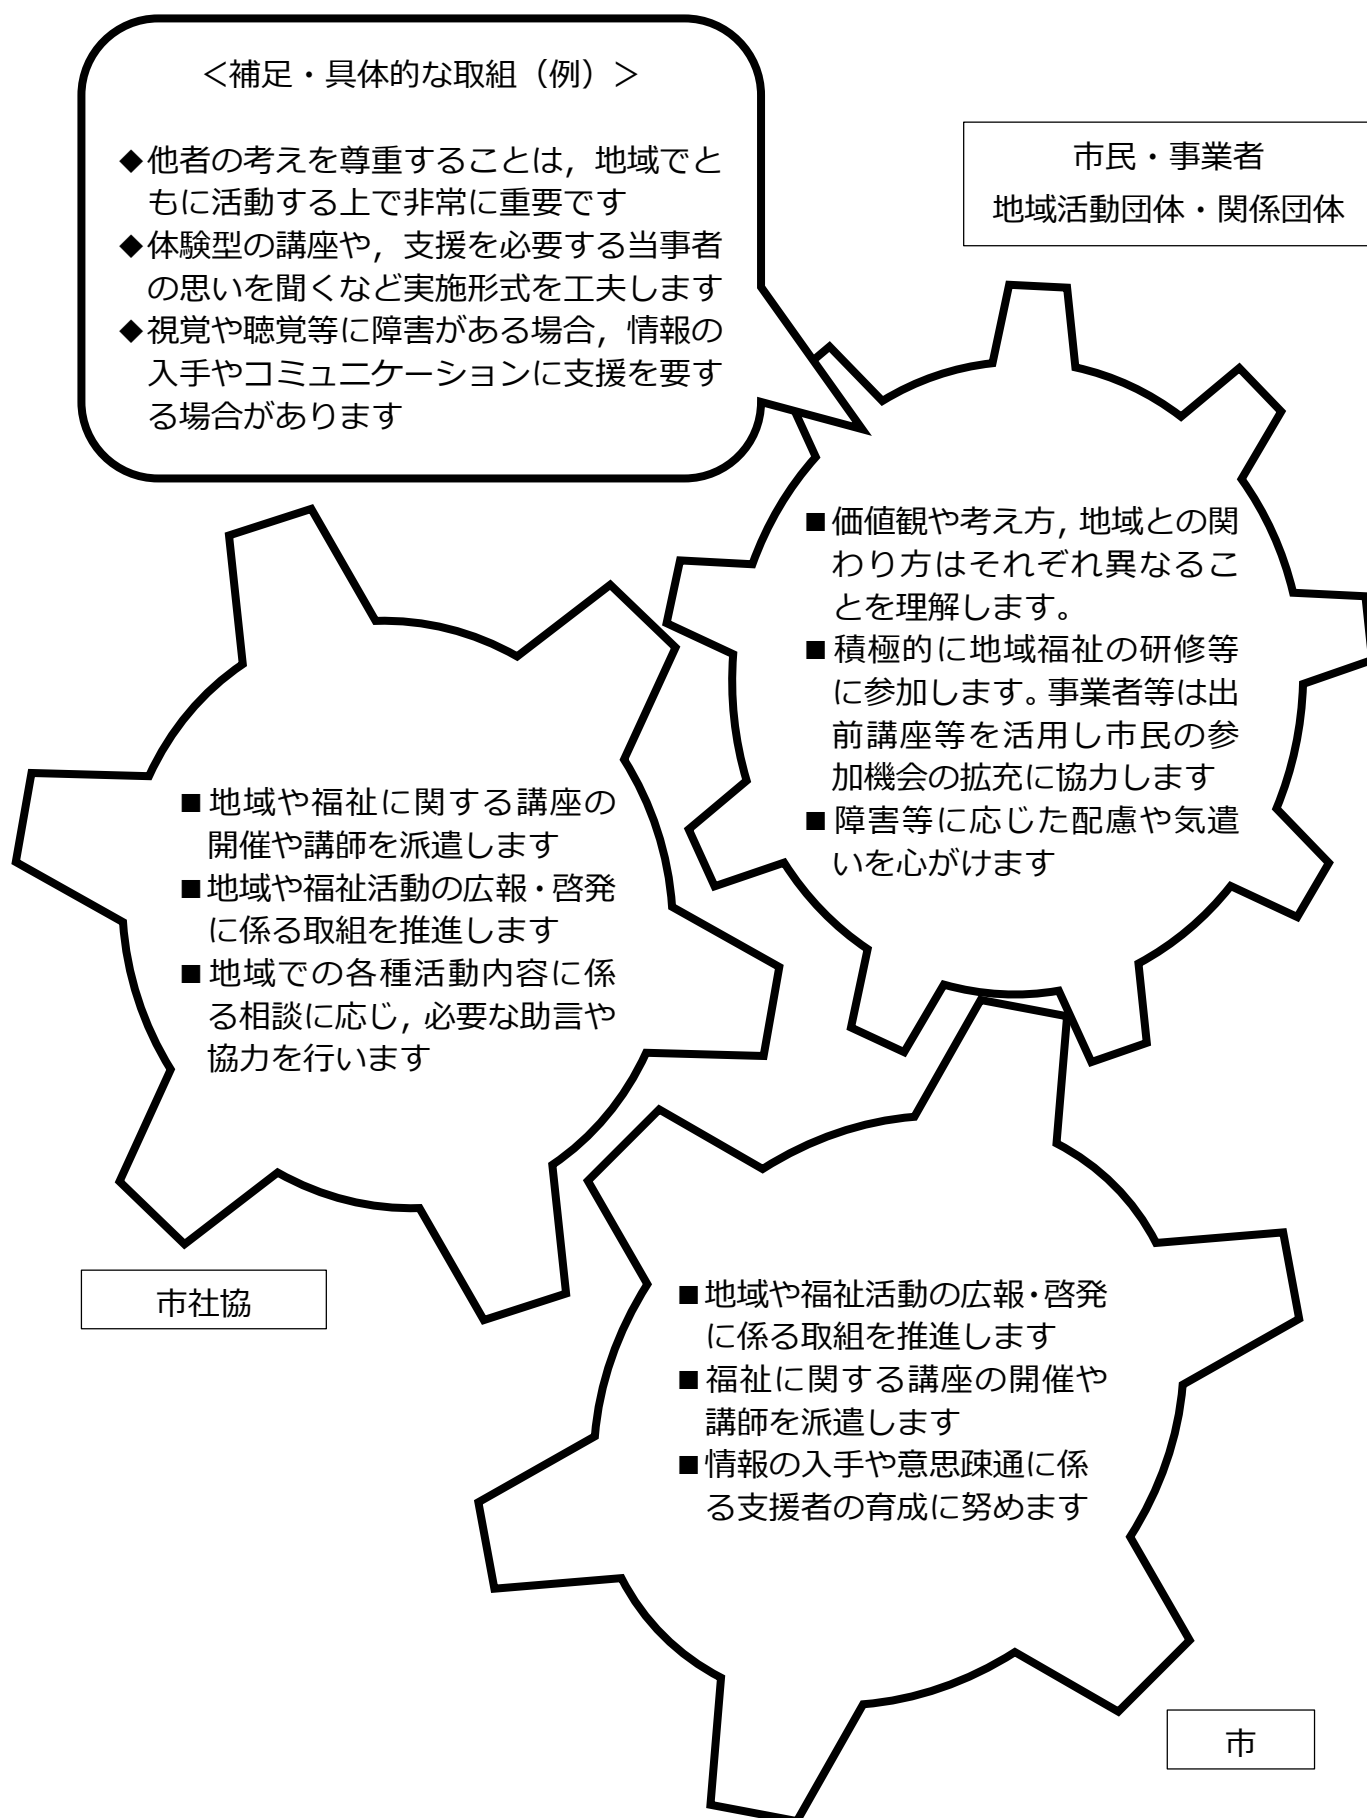 ＜補足・具体的な取組（例）＞
◆他者の考えを尊重することは，地域でと
もに活動する上で非常に重要です
◆体験型の講座や，支援を必要する当事者
の思いを聞くなど実施形式を工夫します
◆視覚や聴覚等に障害がある場合，情報の
入手やコミュニケーションに支援を要す
る場合があります
市民・事業者
地域活動団体・関係団体
■価値観や考え方，地域との関
わり方はそれぞれ異なるこ
とを理解します。
■積極的に地域福祉の研修等
に参加します。事業者等は出
前講座等を活用し市民の参
加機会の拡充に協力します
■障害等に応じた配慮や気遣
いを心がけます
■地域や福祉に関する講座の
開催や講師を派遣します
■地域や福祉活動の広報・啓発
に係る取組を推進します
■地域での各種活動内容に係
る相談に応じ，必要な助言や
協力を行います
市社協
■地域や福祉活動の広報・啓発
に係る取組を推進します
■福祉に関する講座の開催や
講師を派遣します
■情報の入手や意思疎通に係
る支援者の育成に努めます
市